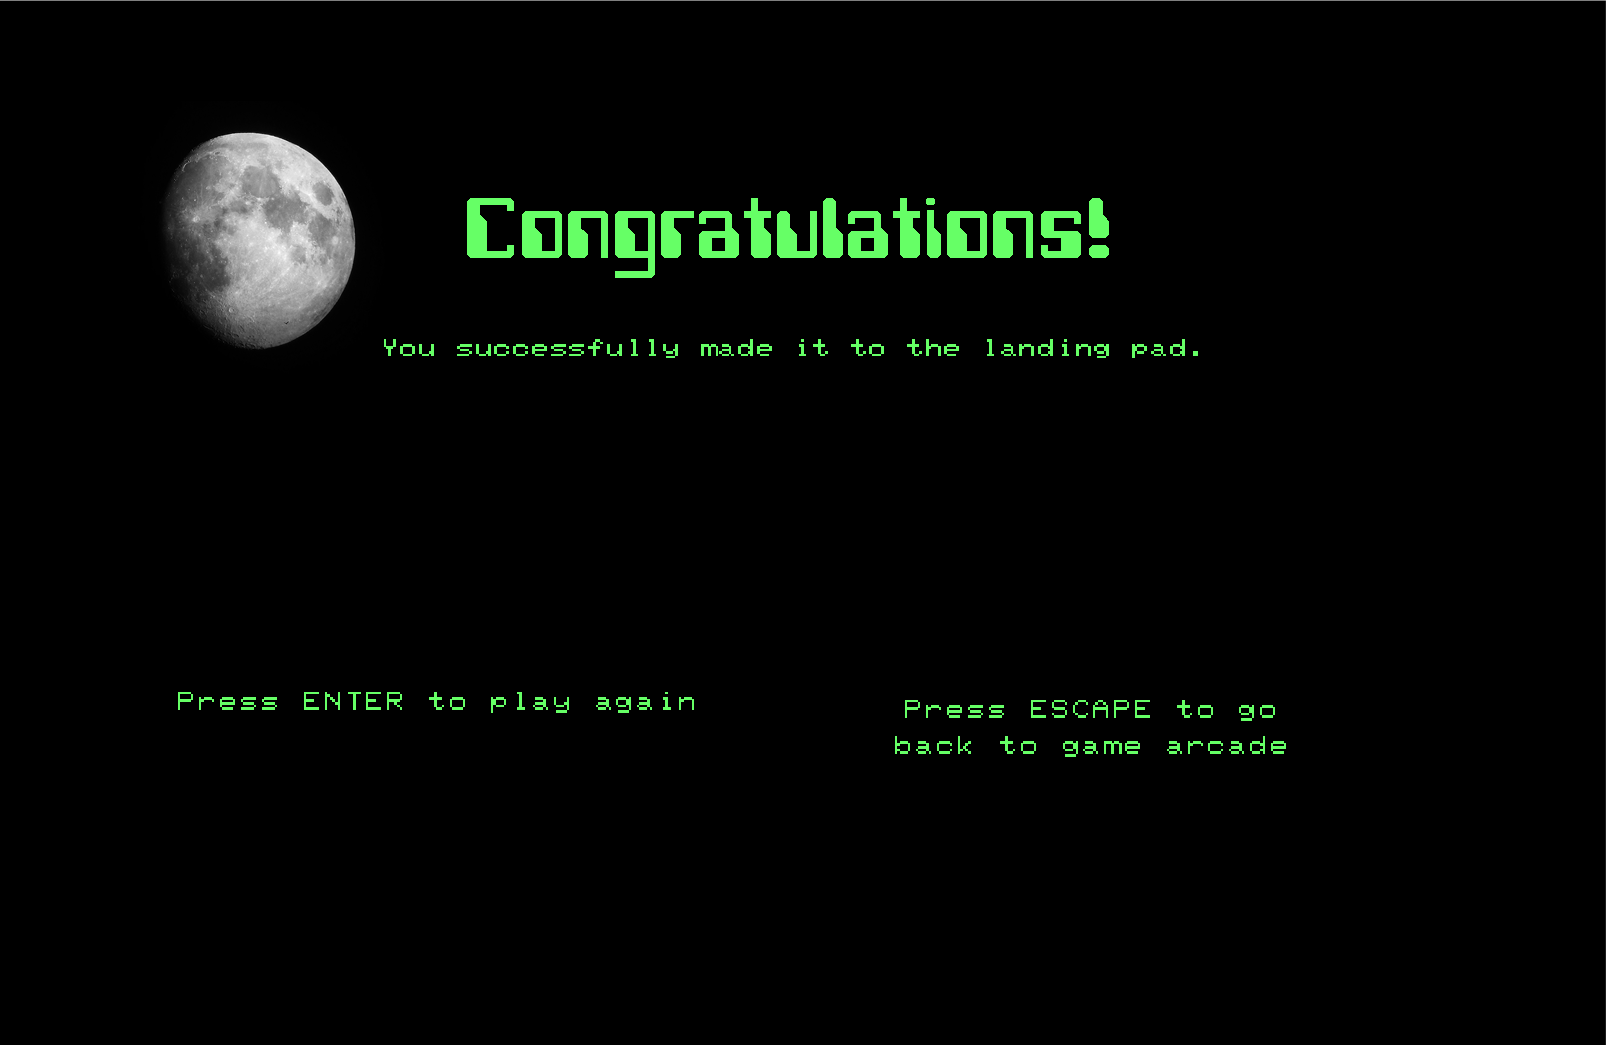 Congratulations!
You successfully made it to the landing pad.
Press ENTER to play again
Press ESCAPE to go
back to game arcade